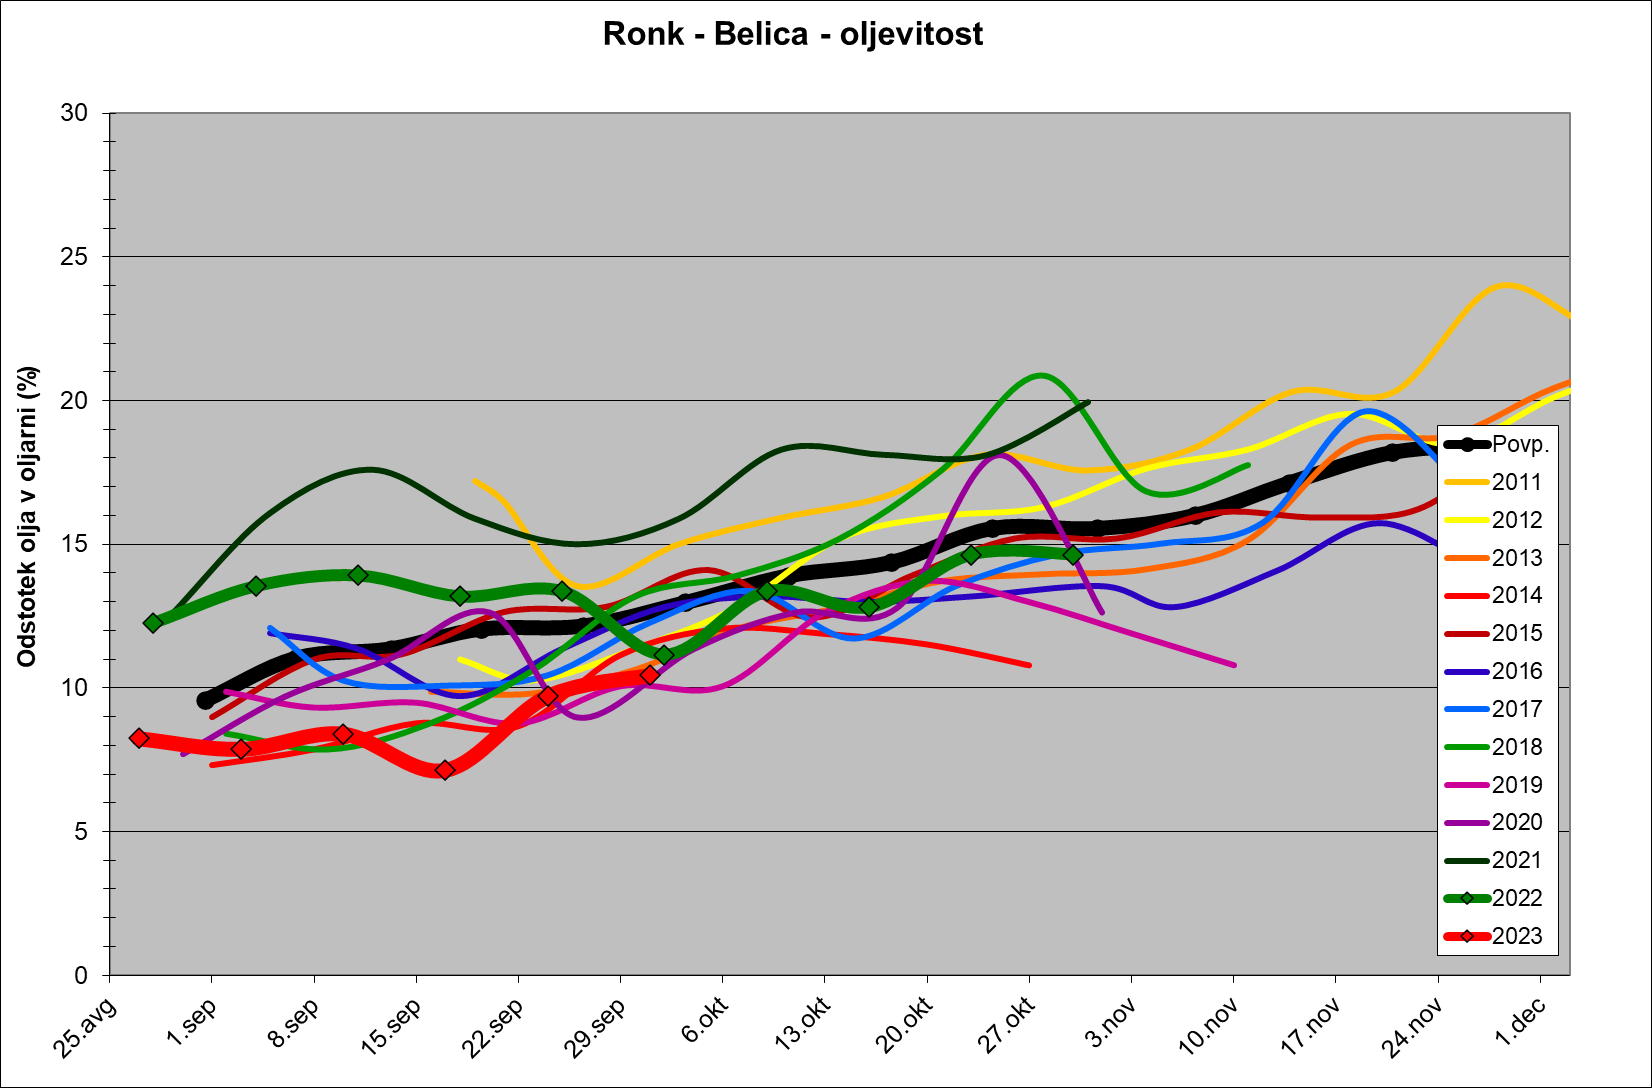 Ronk - Belica - oljevitost
Odstotek olja v oljarni (%)
30
25
20
15
10
5
0
25.avg
1.sep
8.sep
15.sep
22.sep
29.sep
6.okt
13.okt
20.okt
27.okt
3.nov
10.nov
17.nov
24.nov
1.dec
Povp.
2011
2012
2013
2014
2015
2016
2017
2018
2019
2020
2021
2022
2023